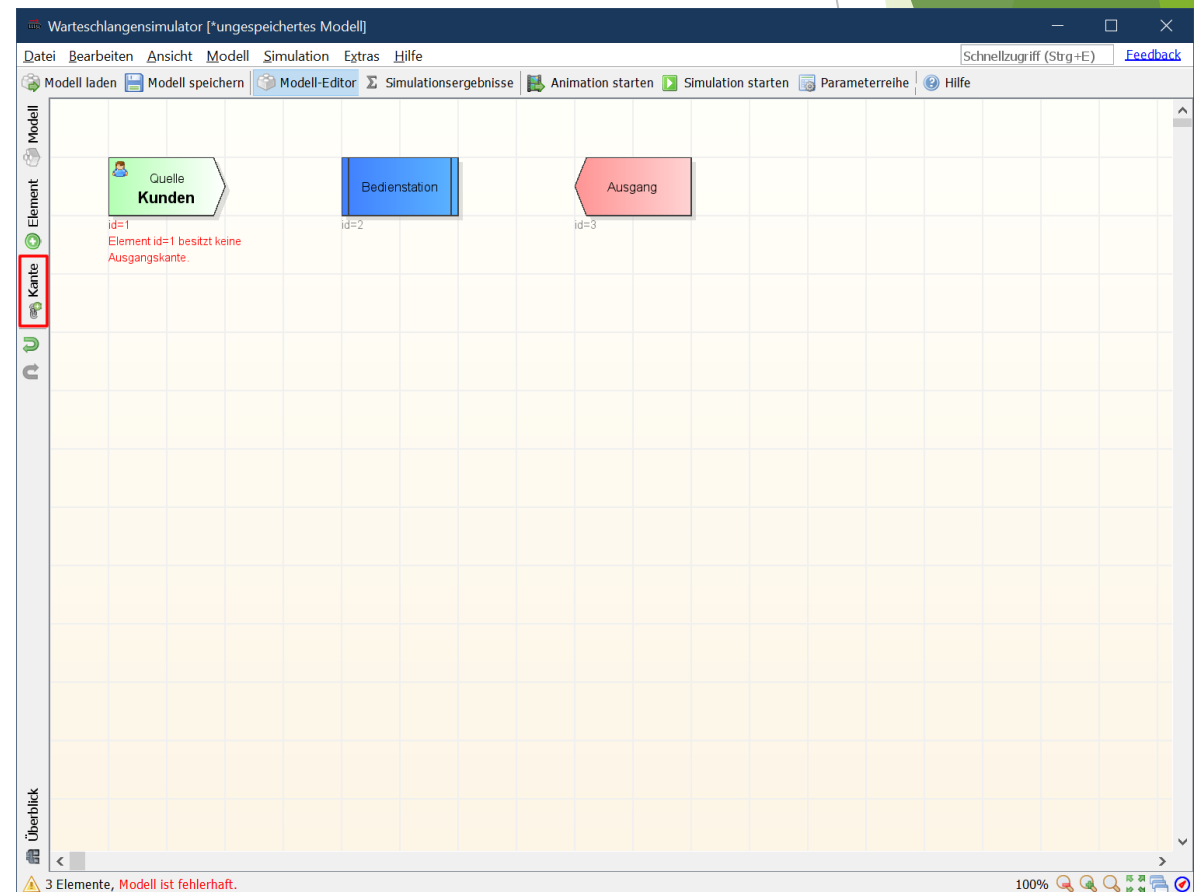 Warteschlangensimulator [*ungespeichertes Modell]
Datei Bearbeiten Ansicht Modell Simulation Extras Hilfe
Schnellzugriff (Strg+E) Feedback
Modell laden Modell speichern Modell-Editor Σ Simulationsergebnisse Animation starten Simulation starten Parameterreihe Hilfe
Modell
Element
Kante
Überblick
Quelle
Kunden
id=1
Element id=1 besitzt keine
Ausgangskante.
Bedienstation
id=2
Ausgang
id=3
3 Elemente, Modell ist fehlerhaft.
100%